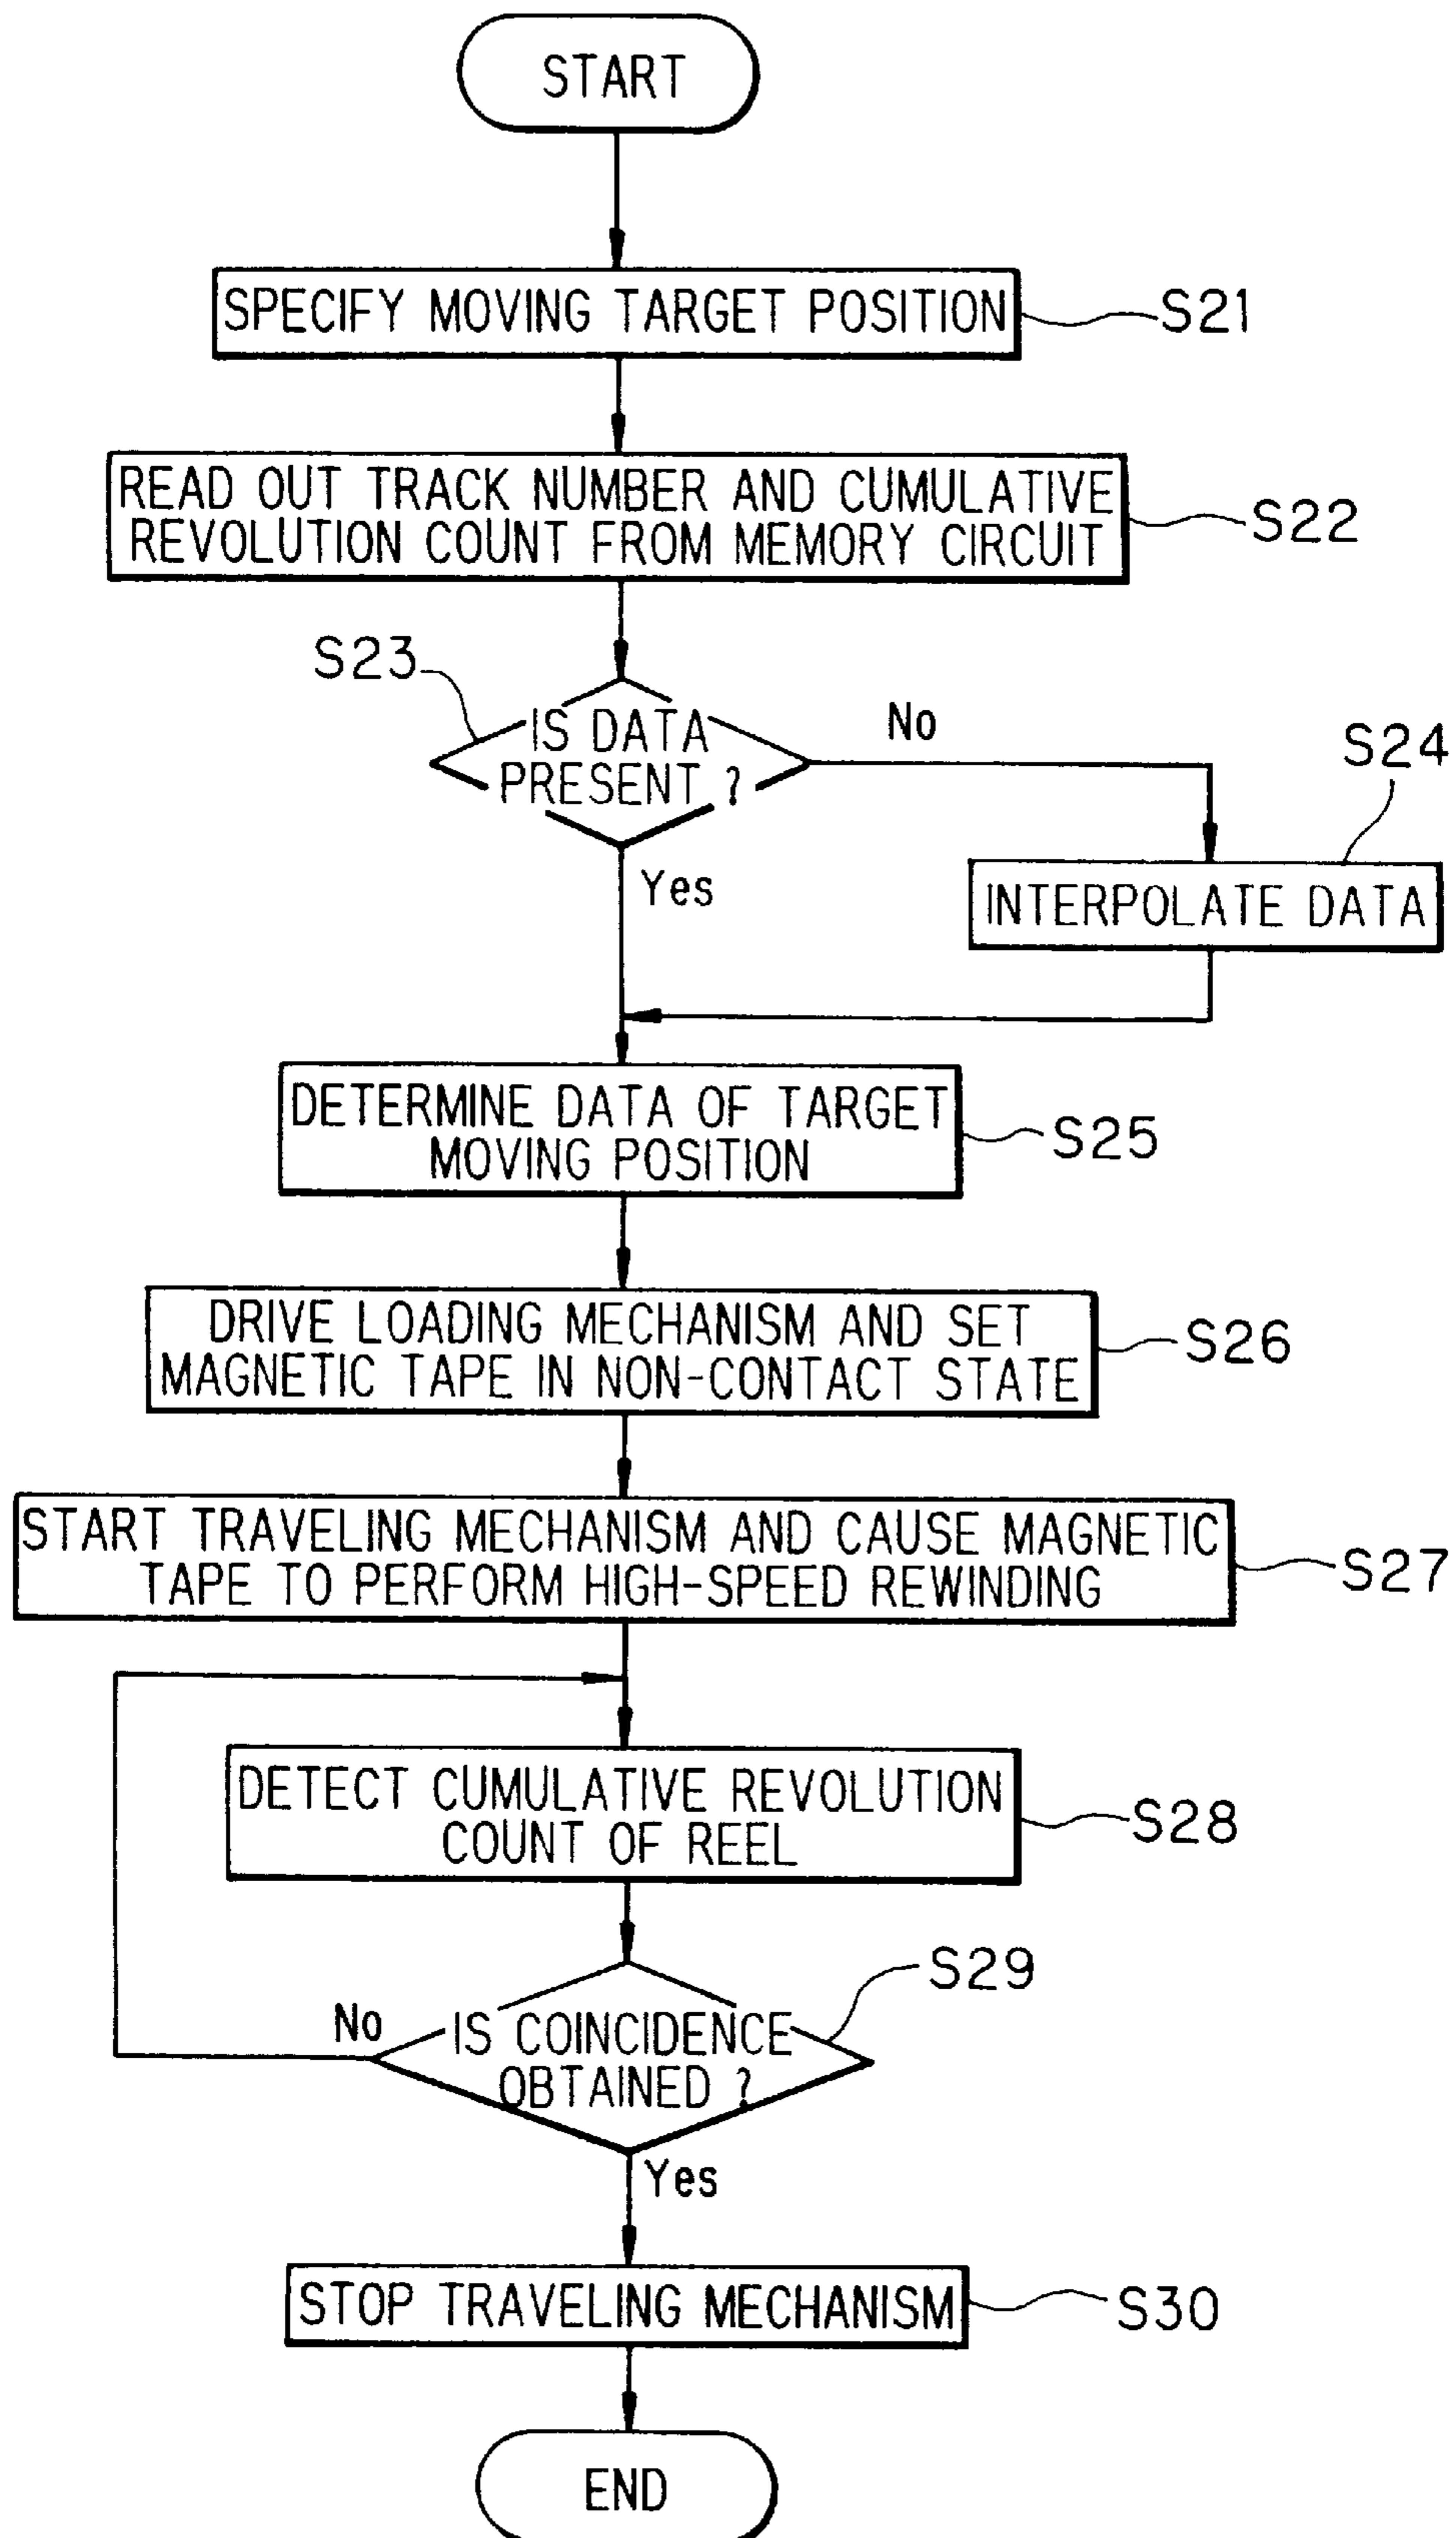 START
SPECIFY MOVING TARGET POSITION
S21
READ OUT TRACK NUMBER AND CUMULATIVE
REVOLUTION COUNT FROM MEMORY CIRCUIT
S22
S23
IS DATA
PRESENT ?
No
S24
Yes
INTERPOLATE DATA
DETERMINE DATA OF TARGET
MOVING POSITION
S25
DRIVE LOADING MECHANISM AND SET
MAGNETIC TAPE IN NON-CONTACT STATE
S26
START TRAVELING MECHANISM AND CAUSE MAGNETIC
TAPE TO PERFORM HIGH-SPEED REWINDING
S27
DETECT CUMULATIVE REVOLUTION
COUNT OF REEL
S28
S29
No
IS COINCIDENCE
OBTAINED ?
Yes
STOP TRAVELING MECHANISM
S30
END